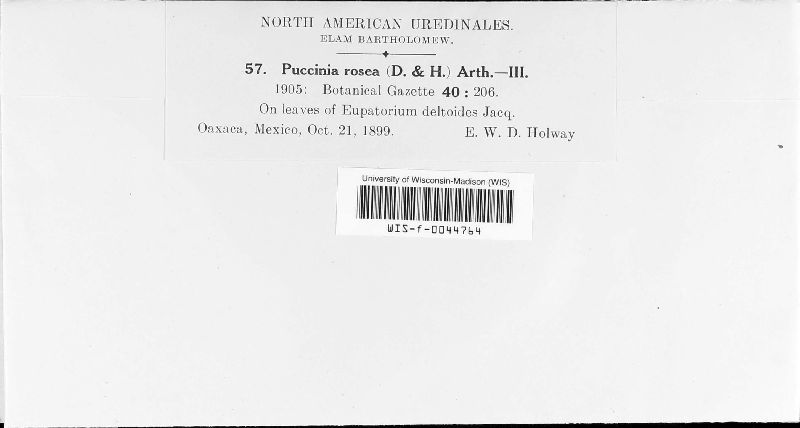 NORTH AMERICAN UREDINALES.
ELAM BARTHOLOMEW.
57. Puccinia rosea (D. & H.) Arth.—III.
1905: Botanical Gazette 40 : 206.
On leaves of Eupatorium deltoides Jacq.
Oaxaca, Mexico, Oct. 21, 1899. E. W. D. Holway
University of Wisconsin-Madison (WIS)
WIS-f-0044764